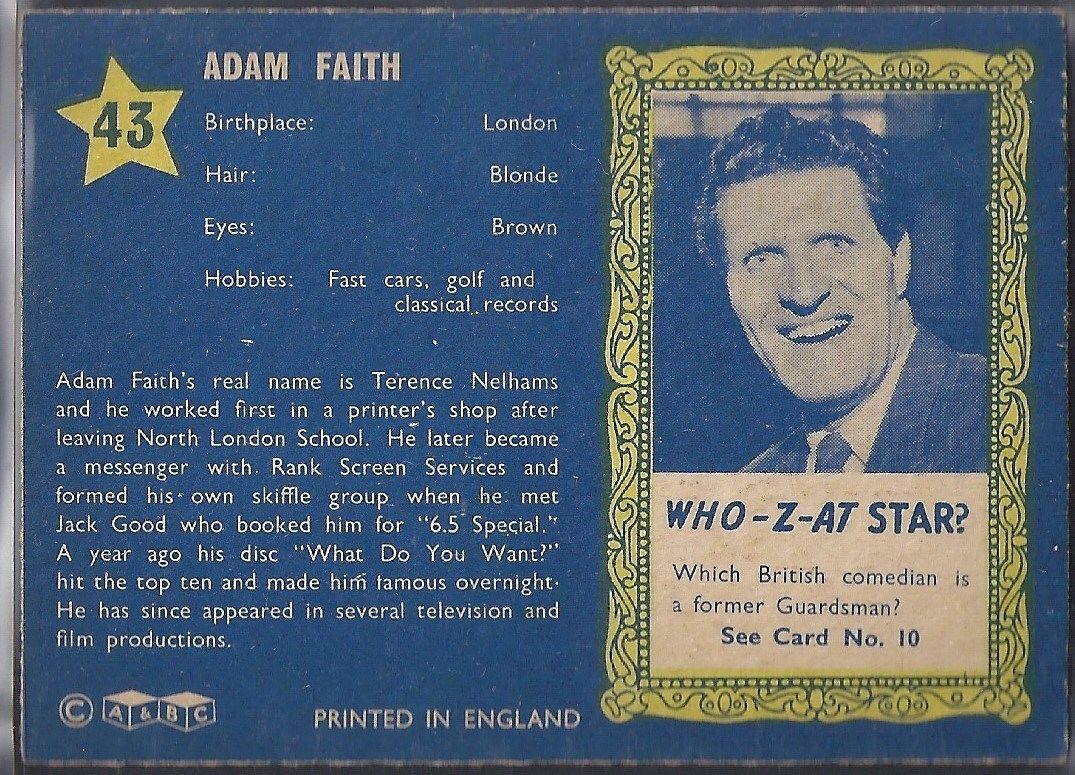 43
ADAM FAITH
Birthplace: London
Hair: Blonde
Eyes: Brown
Hobbies: Fast cars, golf and
classical records
Adam Faith's real name is Terence Nelhams
and he worked first in a printer's shop after
leaving North London School. He later became
a messenger with Rank Screen Services and
formed his own skiffle group when he met
Jack Good who booked him for "6.5 Special."
A year ago his disc "What Do You Want?"
hit the top ten and made him famous overnight.
He has since appeared in several television and
film productions.
© A & B C
PRINTED IN ENGLAND
WHO-Z-AT STAR?
Which British comedian is
a former Guardsman?
See Card No. 10